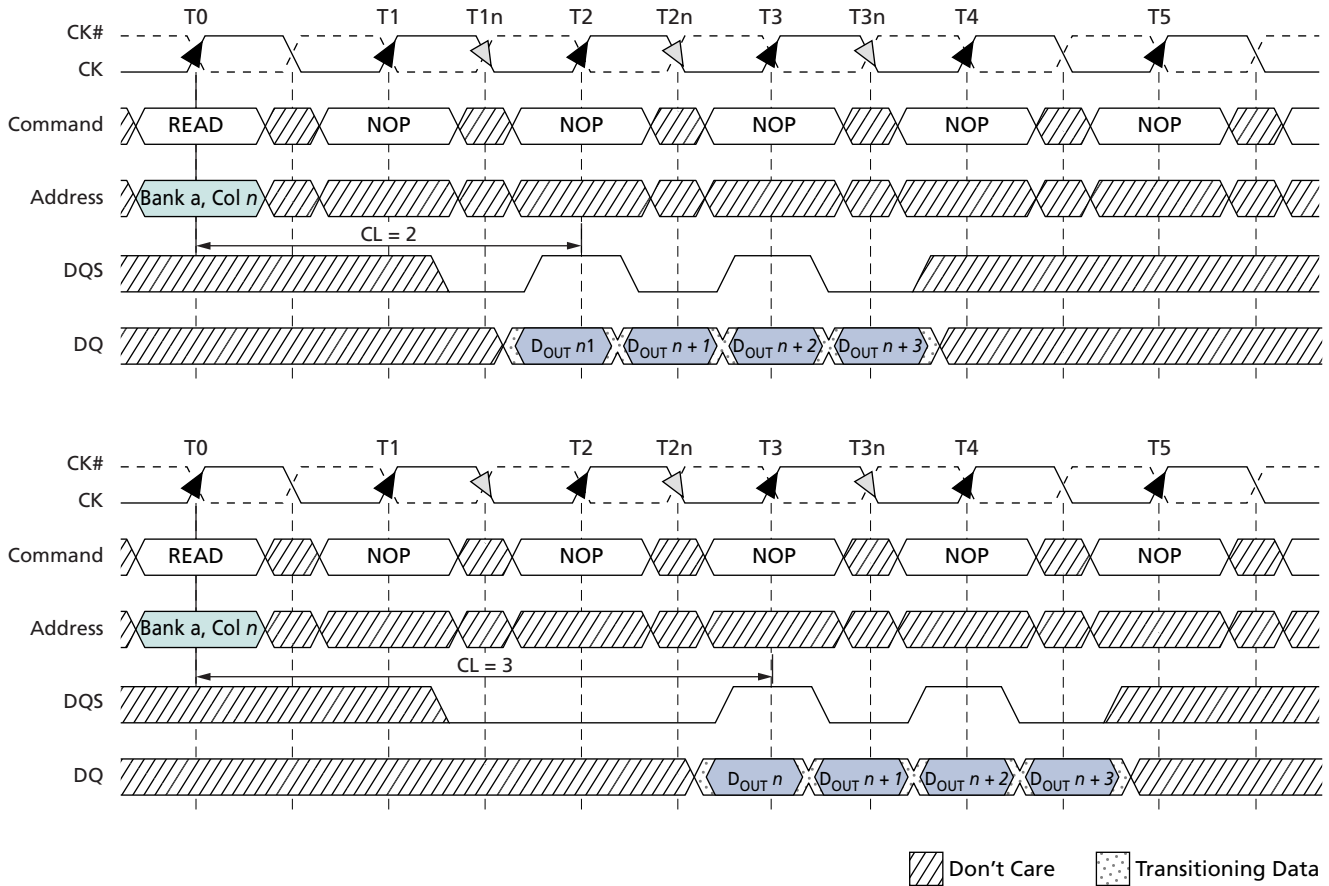 T0 T1 T1n T2 T2n T3 T3n T4 T5
CK#
CK
Command READ NOP NOP NOP NOP NOP
Address Bank a, Col n
CL = 2
DQS
DQ DOUT n1 DOUT n + 1 DOUT n + 2 DOUT n + 3
T0 T1 T2 T2n T3 T3n T4 T5
CK#
CK
Command READ NOP NOP NOP NOP NOP
Address Bank a, Col n
CL = 3
DQS
DQ DOUT n DOUT n + 1 DOUT n + 2 DOUT n + 3
Don't Care Transitioning Data